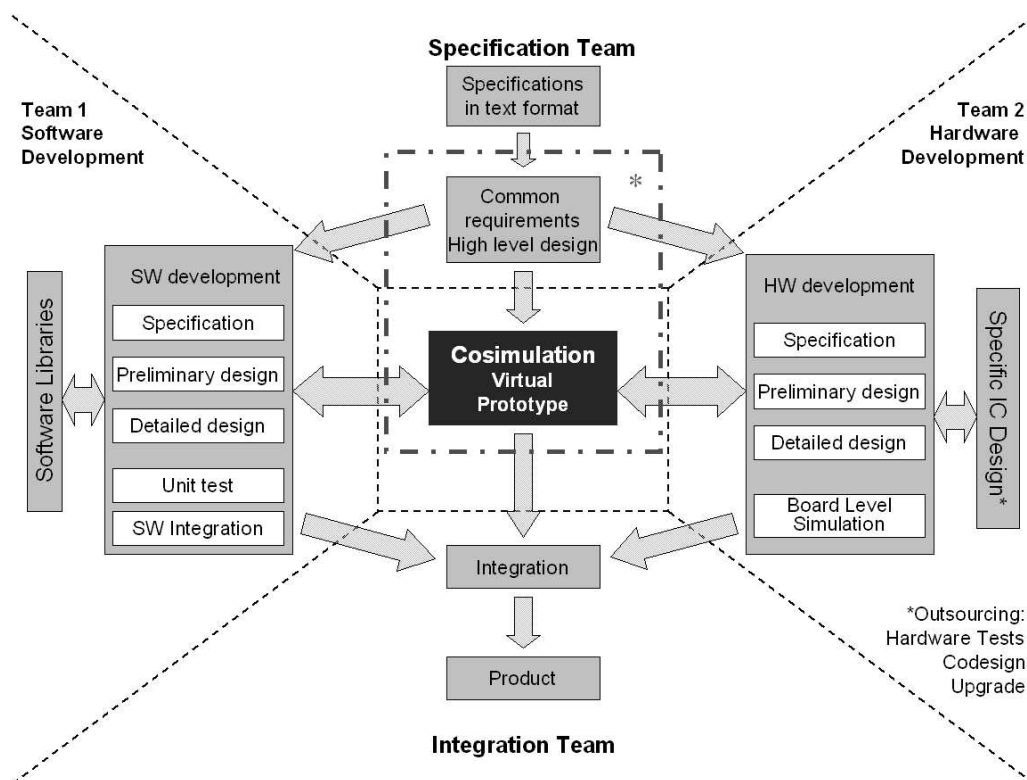 Specification Team
Specifications
in text format
Team 1
Software
Development
Team 2
Hardware
Development
*
Common
requirements
High level design
SW development
Specification
Preliminary design
Detailed design
Unit test
SW Integration
Software Libraries
Cosimulation
Virtual
Prototype
HW development
Specification
Preliminary design
Detailed design
Board Level
Simulation
Specific IC Design*
Integration
Product
*Outsourcing:
Hardware Tests
Codesign
Upgrade
Integration Team